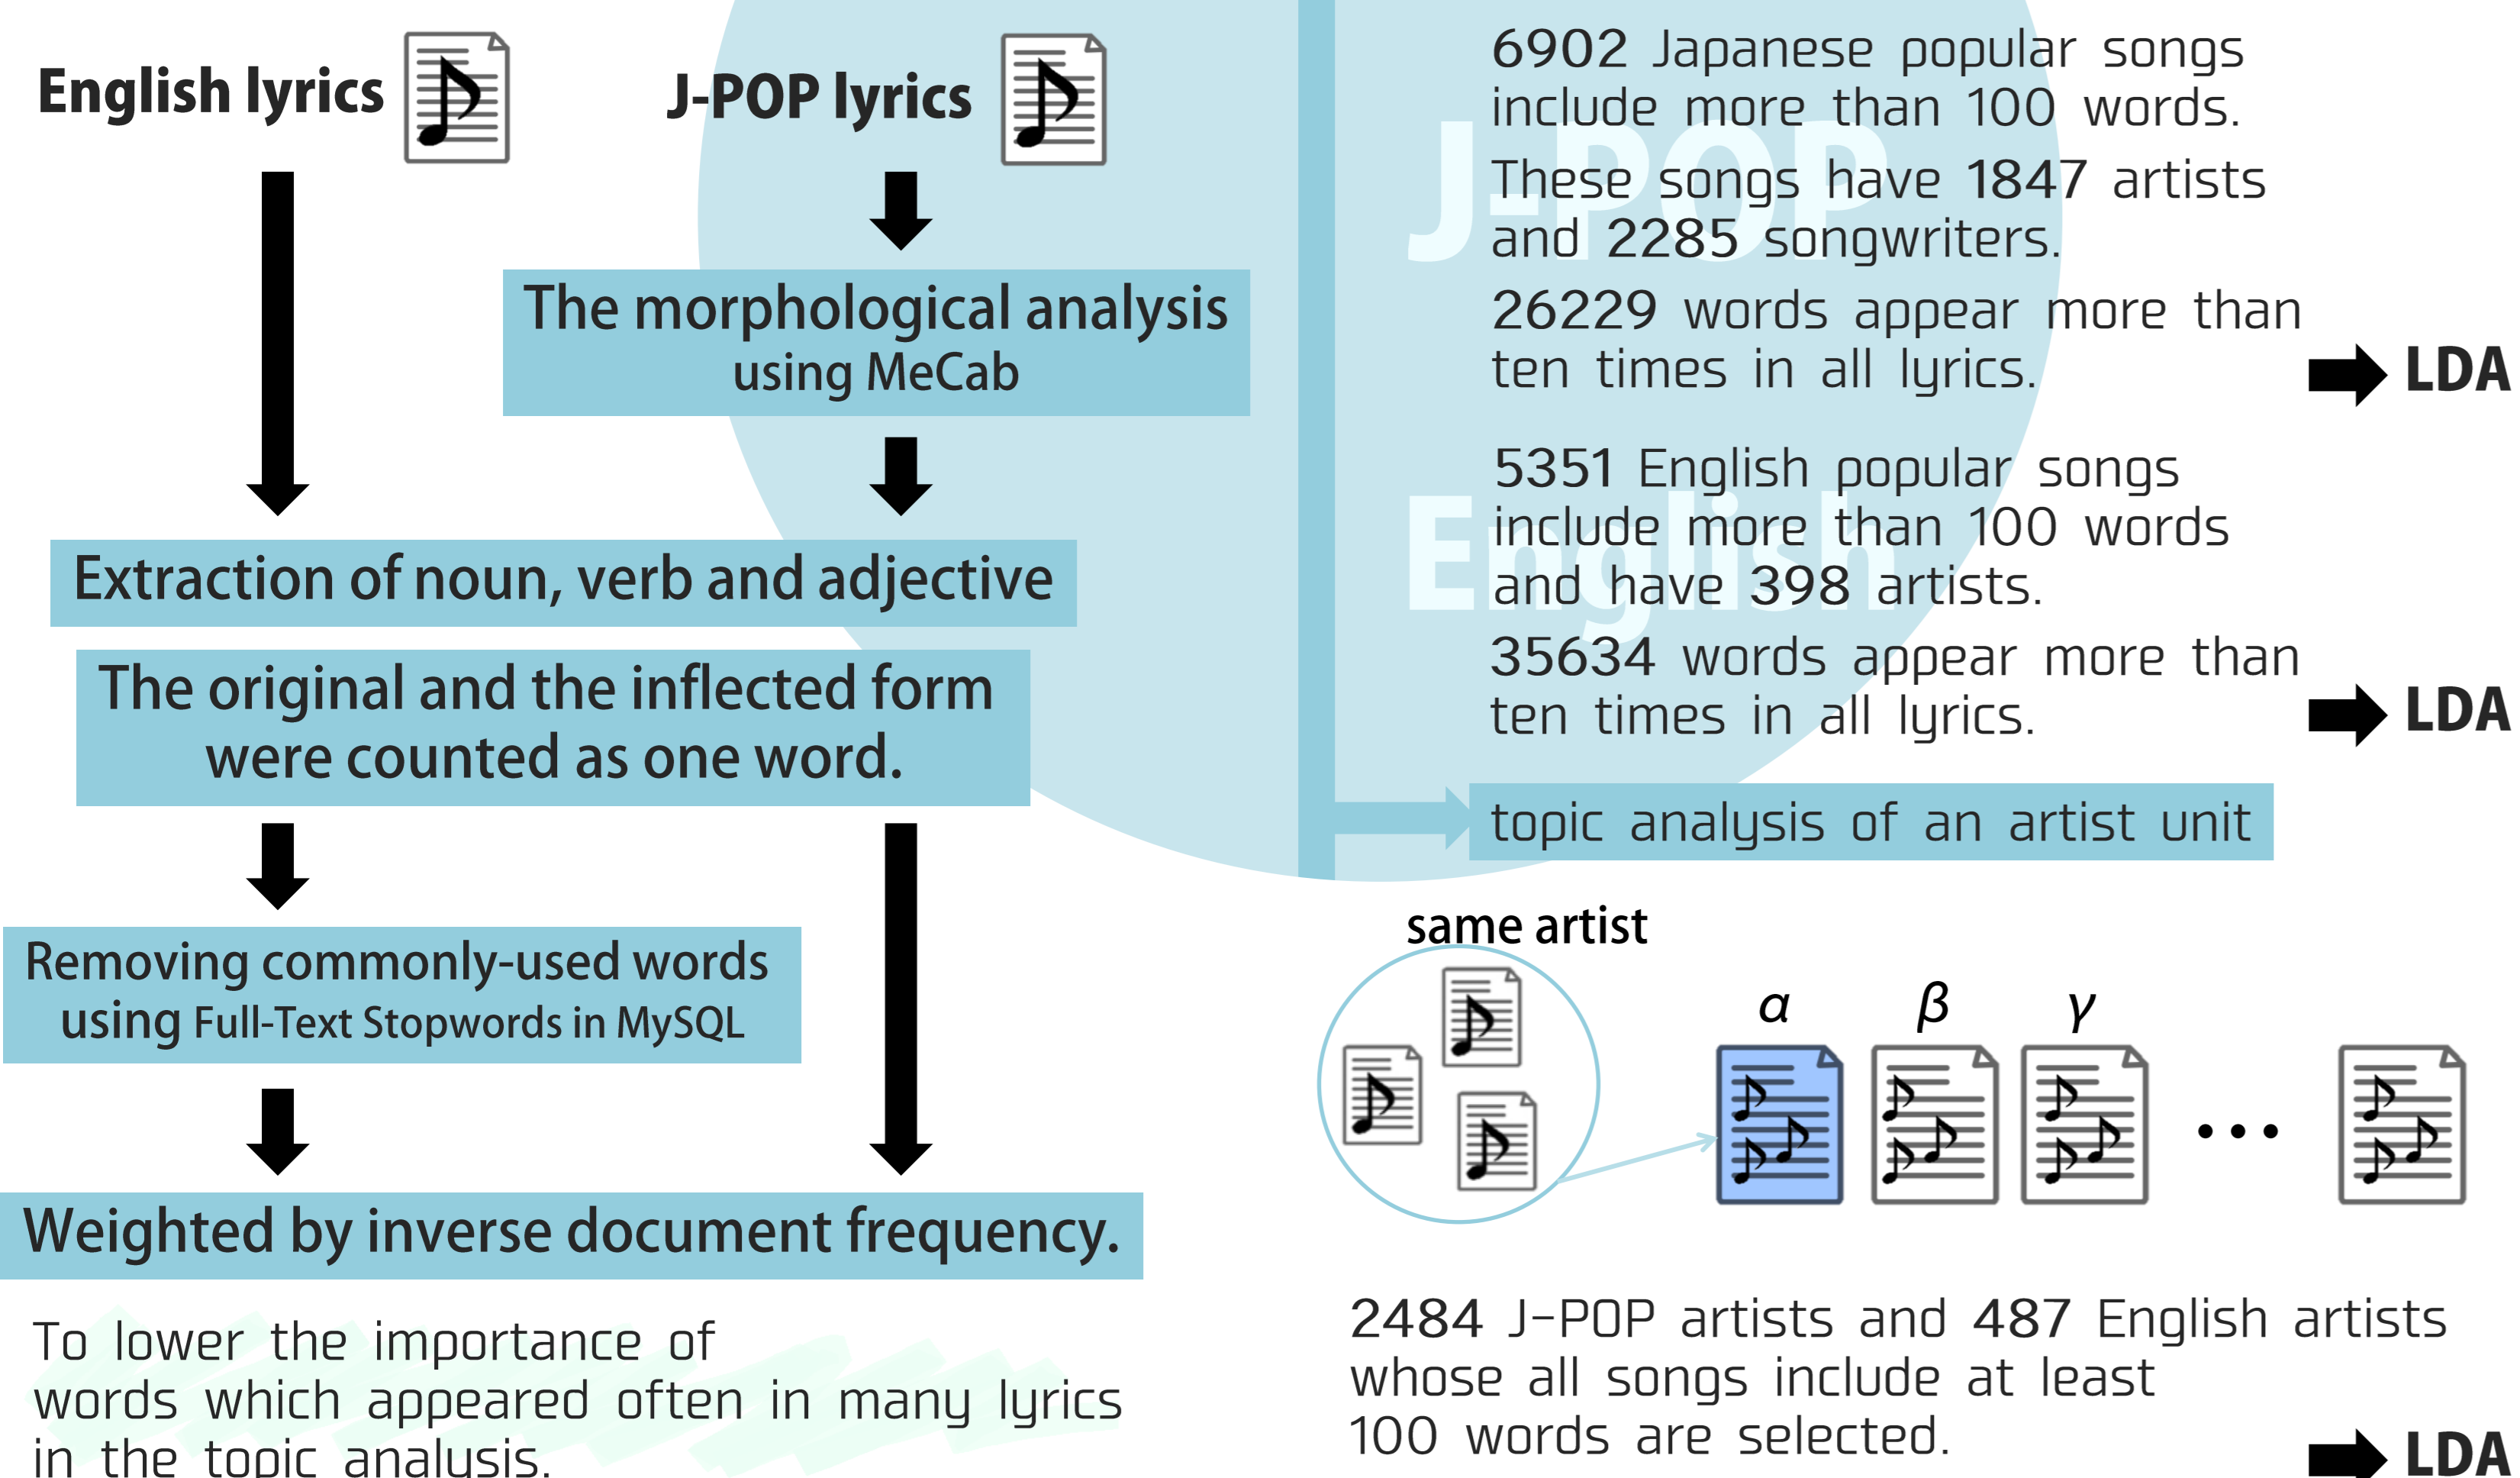 English lyrics
J-POP lyrics
The morphological analysis
using MeCab
Extraction of noun, verb and adjective
The original and the inflected form
were counted as one word.
Removing commonly-used words
using Full-Text Stopwords in MySQL
Weighted by inverse document frequency.
To lower the importance of
words which appeared often in many lyrics
in the topic analysis.
J-POP
6902 Japanese popular songs
include more than 100 words.
These songs have 1847 artists
and 2285 songwriters.
26229 words appear more than
ten times in all lyrics.
LDA
English
5351 English popular songs
include more than 100 words
and have 398 artists.
35634 words appear more than
ten times in all lyrics.
LDA
topic analysis of an artist unit
same artist
α β γ
...
2484 J-POP artists and 487 English artists
whose all songs include at least
100 words are selected.
LDA